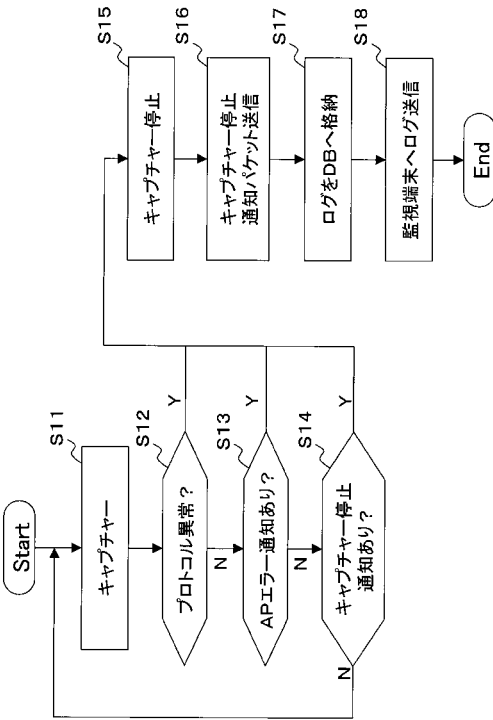 Start
S11
キャプチャー
S12
プロトコル異常?
Y
N
S13
APエラー通知あり?
Y
N
S14
キャプチャー停止
通知あり?
Y
N
S15
キャプチャー停止
S16
キャプチャー停止
通知パケット送信
S17
ログをDBへ格納
S18
監視端末へログ送信
End